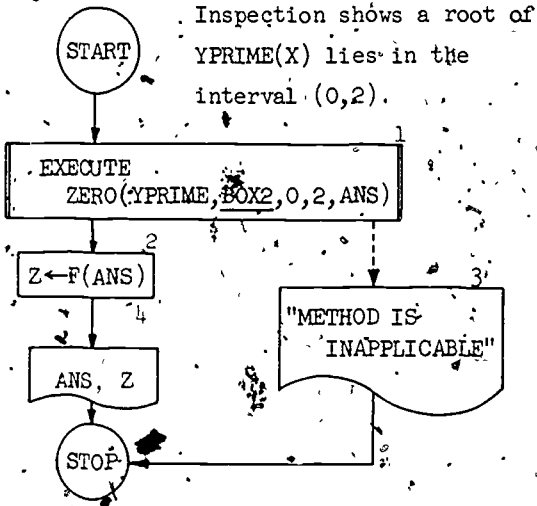 Inspection shows a root of
YPRIME(X) lies in the
interval (0,2).
START
1
EXECUTE
ZERO(YPRIME,BOX2,0,2,ANS)
2
Z←F(ANS)
3
"METHOD IS
INAPPLICABLE"
4
ANS, Z
STOP